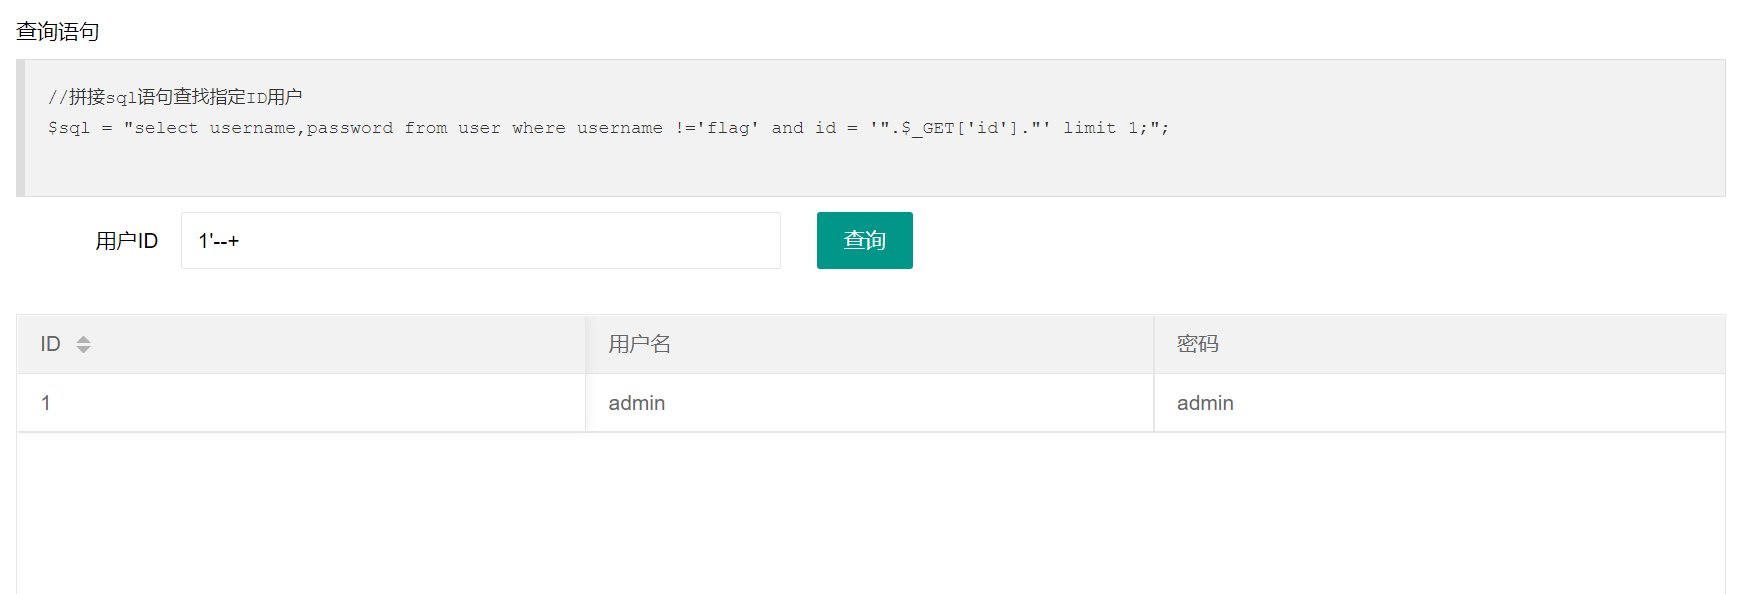 查询语句
//拼接sql语句查找指定ID用户
$sql = "select username,password from user where username !='flag' and id = '".$_GET['id']."' limit 1;";
用户ID 1'--+ 查询
ID 用户名 密码
1 admin admin